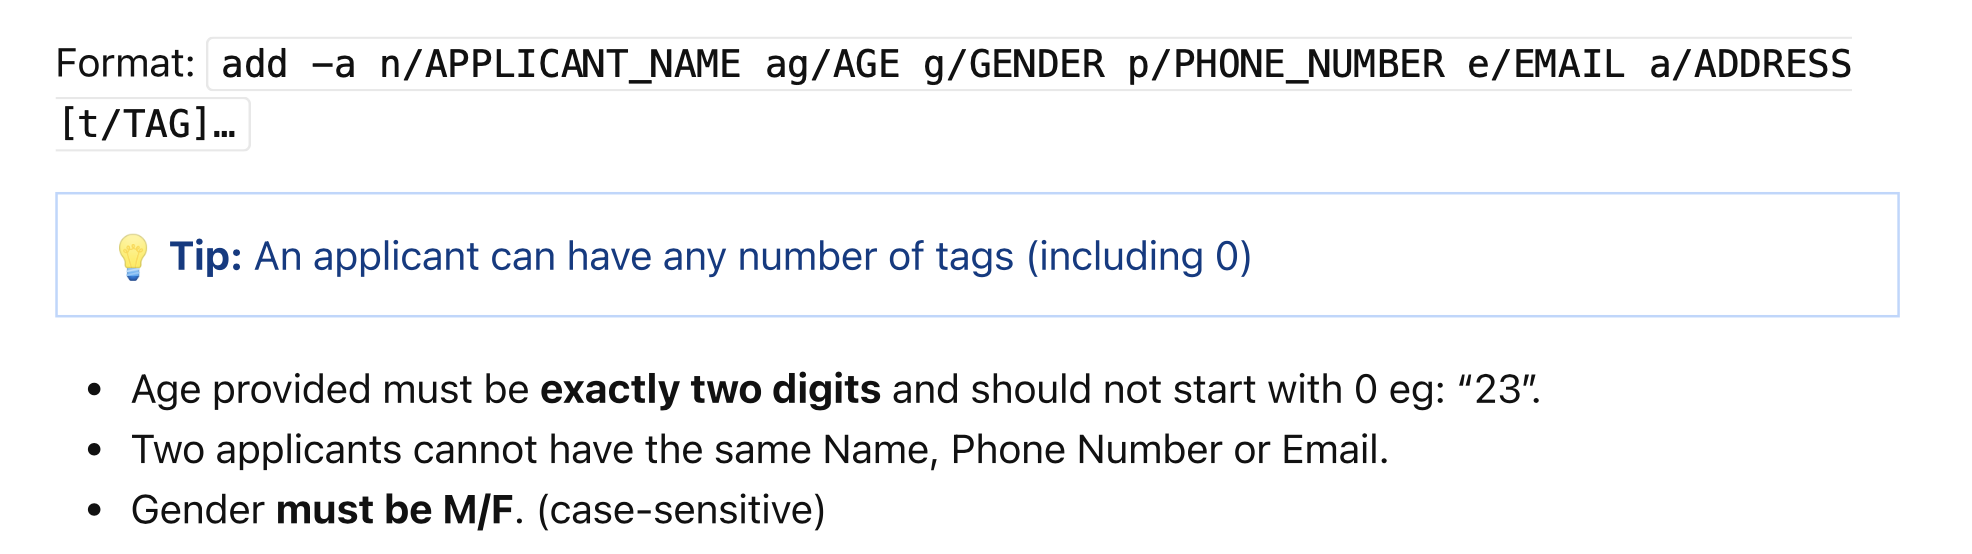 Format: add -a n/APPLICANT_NAME ag/AGE g/GENDER p/PHONE_NUMBER e/EMAIL a/ADDRESS
[t/TAG]…
💡 Tip: An applicant can have any number of tags (including 0)
• Age provided must be exactly two digits and should not start with 0 eg: “23”.
• Two applicants cannot have the same Name, Phone Number or Email.
• Gender must be M/F. (case-sensitive)